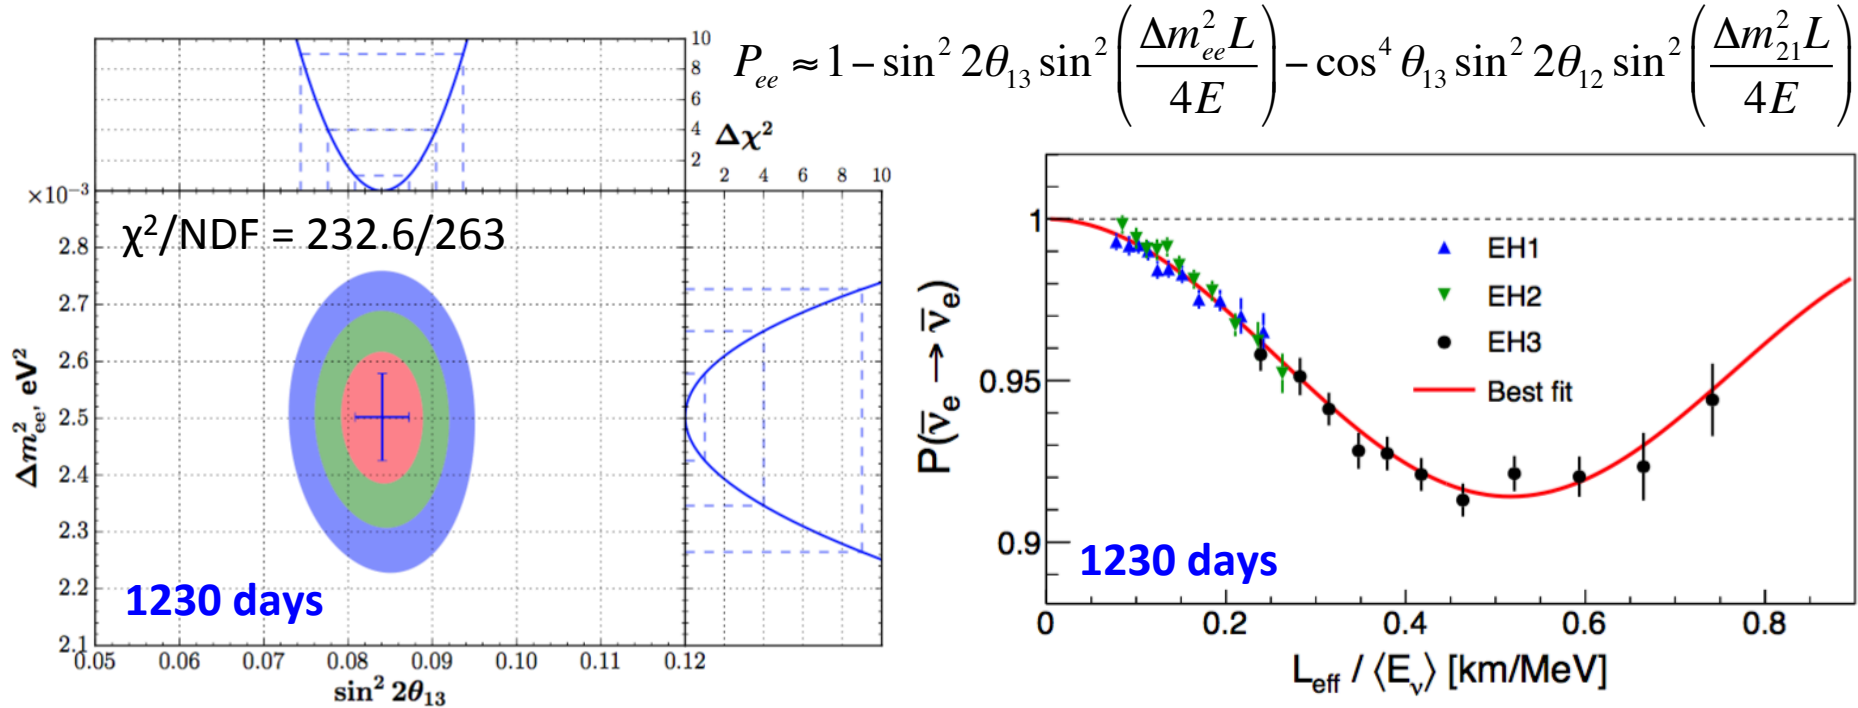 P_ee ≈ 1 − sin² 2θ₁₃ sin² (Δm²_ee L / 4E) − cos⁴ θ₁₃ sin² 2θ₁₂ sin² (Δm²₂₁ L / 4E)
10
8
6
4
2
Δχ²
2 4 6 8 10
×10⁻³
χ²/NDF = 232.6/263
2.8
2.7
2.6
2.5
2.4
2.3
2.2
2.1
Δm²_ee, eV²
1230 days
0.05 0.06 0.07 0.08 0.09 0.10 0.11 0.12
sin² 2θ₁₃
P(ν̄_e → ν̄_e)
1
0.95
0.9
EH1
EH2
EH3
Best fit
1230 days
0 0.2 0.4 0.6 0.8
L_eff / ⟨E_ν⟩ [km/MeV]